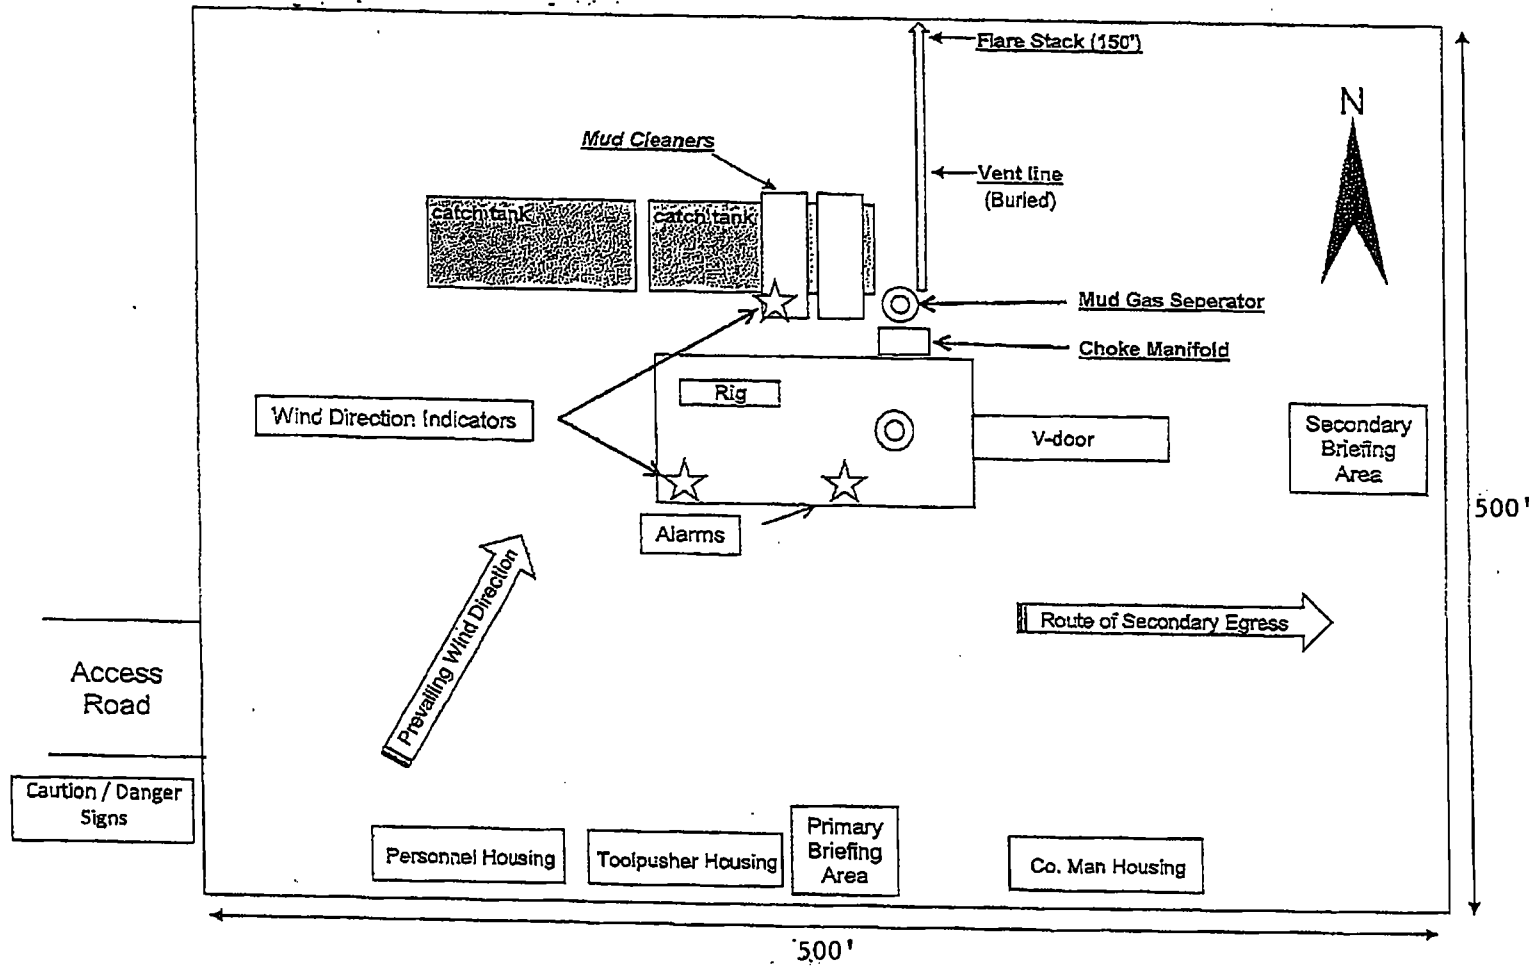 Flare Stack (150')
N
Mud Cleaners
Vent line
(Buried)
catch tank
catch tank
Mud Gas Seperator
Choke Manifold
Rig
Wind Direction Indicators
V-door
Secondary
Briefing
Area
500'
Alarms
Prevailing Wind Direction
Route of Secondary Egress
Access
Road
Caution / Danger
Signs
Personnel Housing
Toolpusher Housing
Primary
Briefing
Area
Co. Man Housing
500'